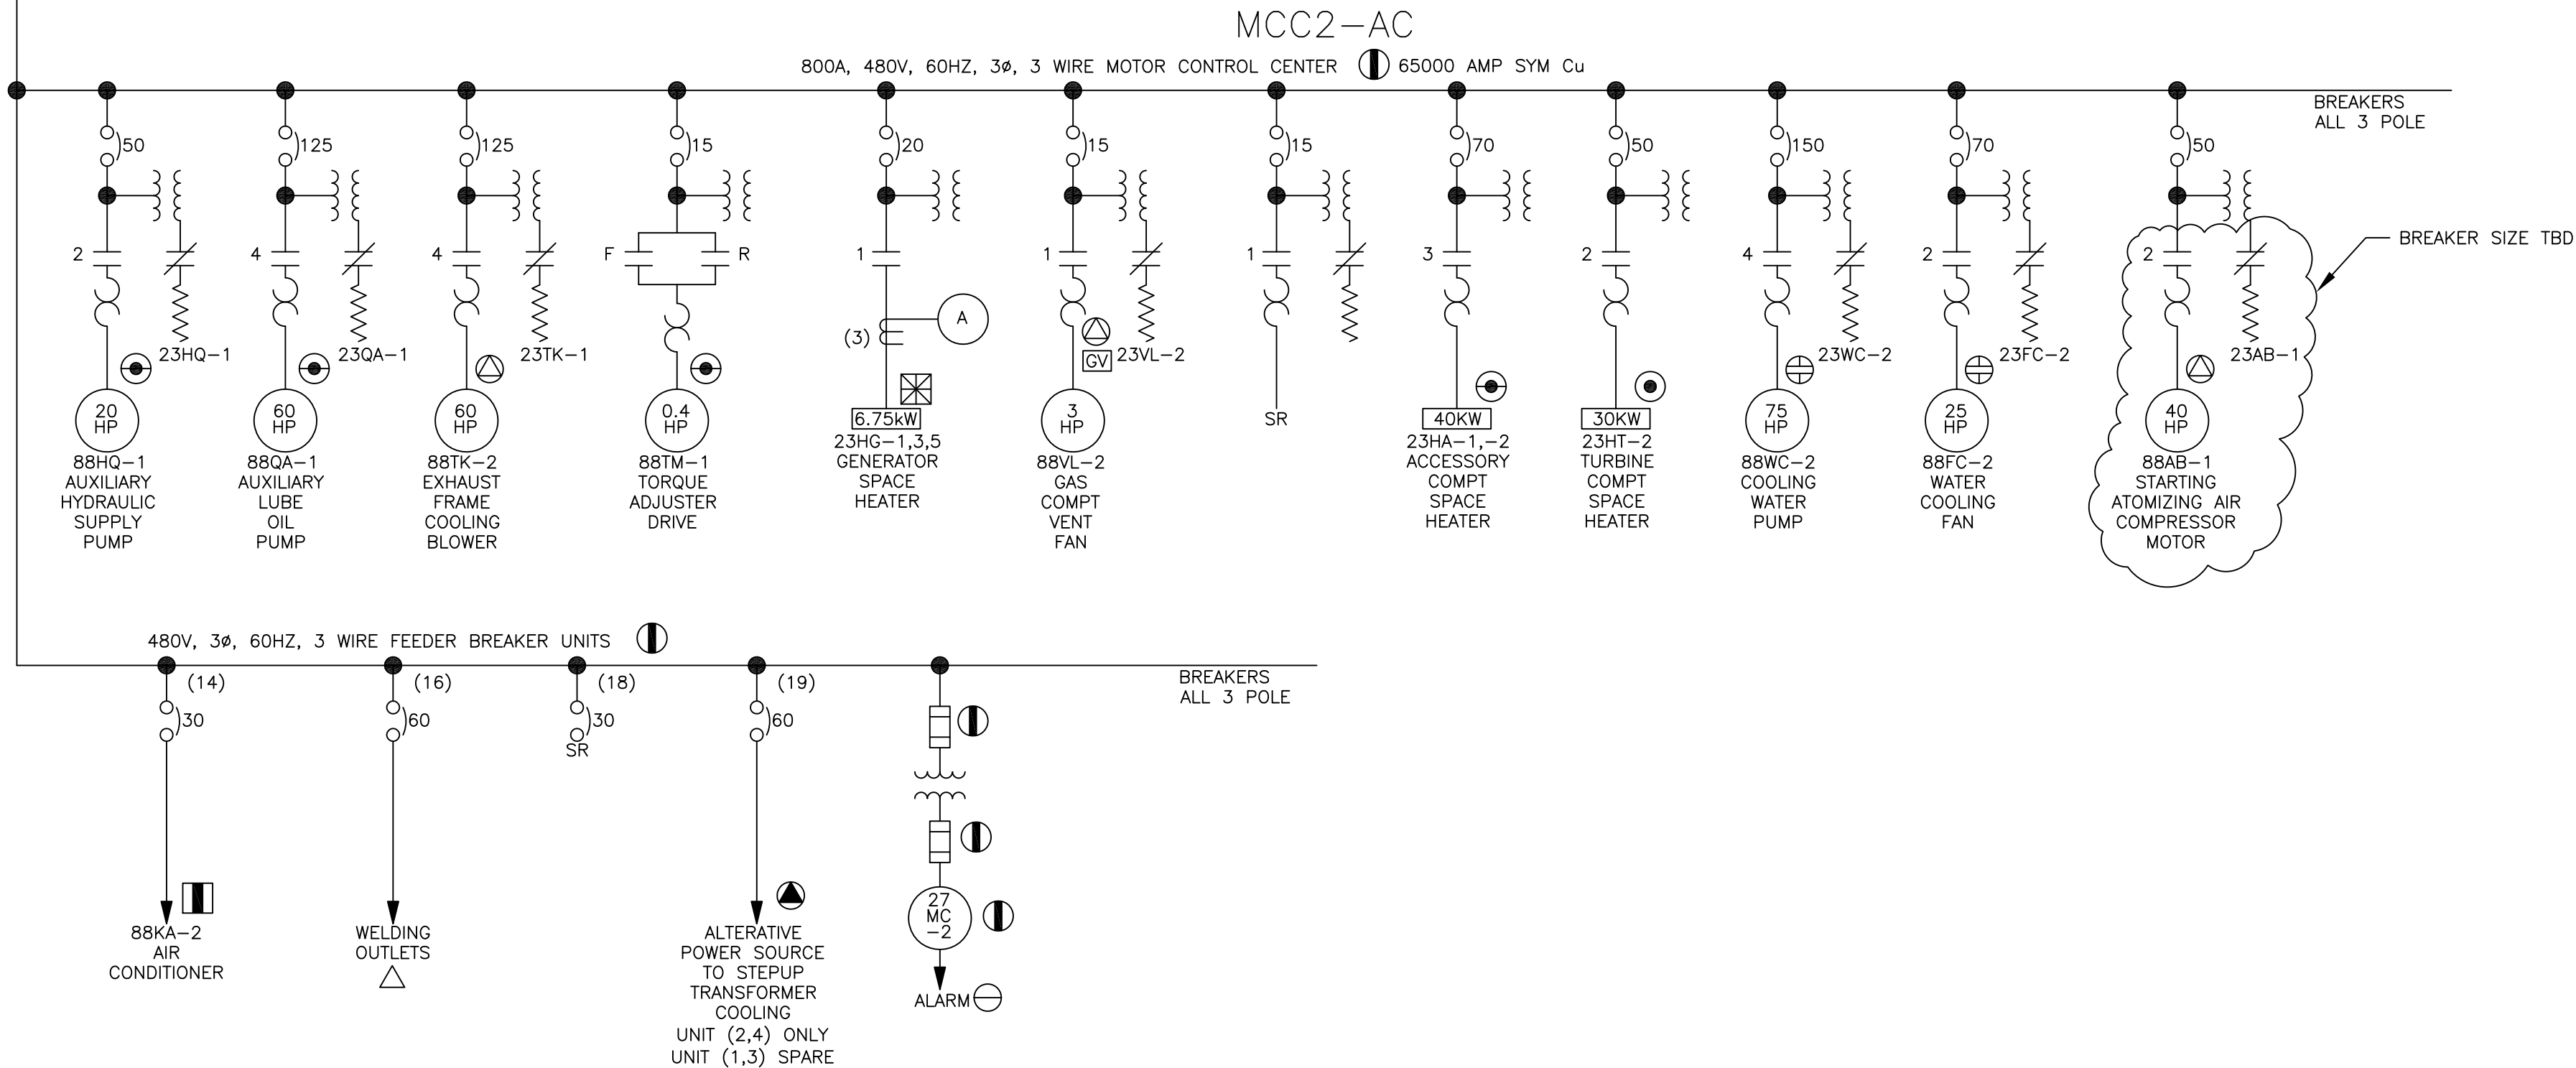 MCC2-AC
800A, 480V, 60HZ, 3ø, 3 WIRE MOTOR CONTROL CENTER
65000 AMP SYM Cu
BREAKERS
ALL 3 POLE
50
2
23HQ-1
20
HP
88HQ-1
AUXILIARY
HYDRAULIC
SUPPLY
PUMP
125
4
23QA-1
60
HP
88QA-1
AUXILIARY
LUBE
OIL
PUMP
125
4
23TK-1
60
HP
88TK-2
EXHAUST
FRAME
COOLING
BLOWER
15
F
R
0.4
HP
88TM-1
TORQUE
ADJUSTER
DRIVE
20
1
(3)
A
6.75kW
23HG-1,3,5
GENERATOR
SPACE
HEATER
15
1
GV
23VL-2
3
HP
88VL-2
GAS
COMPT
VENT
FAN
15
1
SR
70
3
40KW
23HA-1,-2
ACCESSORY
COMPT
SPACE
HEATER
50
2
30KW
23HT-2
TURBINE
COMPT
SPACE
HEATER
150
4
23WC-2
75
HP
88WC-2
COOLING
WATER
PUMP
70
2
23FC-2
25
HP
88FC-2
WATER
COOLING
FAN
50
2
23AB-1
40
HP
88AB-1
STARTING
ATOMIZING AIR
COMPRESSOR
MOTOR
BREAKER SIZE TBD
480V, 3ø, 60HZ, 3 WIRE FEEDER BREAKER UNITS
BREAKERS
ALL 3 POLE
(14)
30
88KA-2
AIR
CONDITIONER
(16)
60
WELDING
OUTLETS
(18)
30
SR
(19)
60
ALTERATIVE
POWER SOURCE
TO STEPUP
TRANSFORMER
COOLING
UNIT (2,4) ONLY
UNIT (1,3) SPARE
27
MC
-2
ALARM